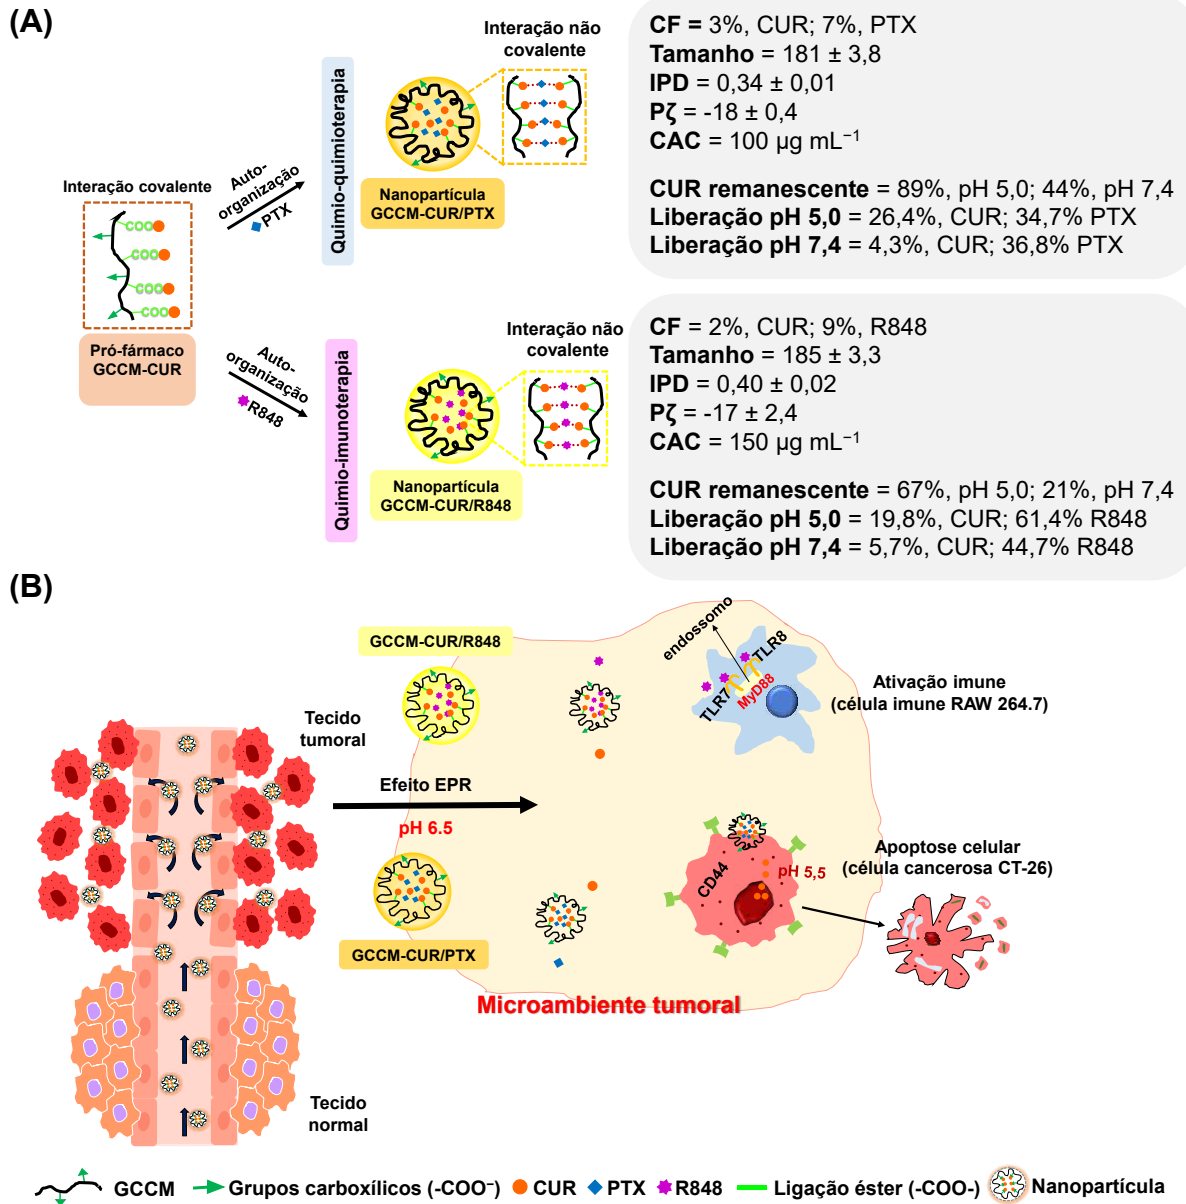 (A)
Interação covalente
COO
COO
COO
COO
Pró-fármaco
GCCM-CUR
Auto-
organização
PTX
Quimio-quimioterapia
Nanopartícula
GCCM-CUR/PTX
Interação não
covalente
CF = 3%, CUR; 7%, PTX
Tamanho = 181 ± 3,8
IPD = 0,34 ± 0,01
Pζ = -18 ± 0,4
CAC = 100 µg mL⁻¹
CUR remanescente = 89%, pH 5,0; 44%, pH 7,4
Liberação pH 5,0 = 26,4%, CUR; 34,7% PTX
Liberação pH 7,4 = 4,3%, CUR; 36,8% PTX
Auto-
organização
R848
Quimio-imunoterapia
Nanopartícula
GCCM-CUR/R848
Interação não
covalente
CF = 2%, CUR; 9%, R848
Tamanho = 185 ± 3,3
IPD = 0,40 ± 0,02
Pζ = -17 ± 2,4
CAC = 150 µg mL⁻¹
CUR remanescente = 67%, pH 5,0; 21%, pH 7,4
Liberação pH 5,0 = 19,8%, CUR; 61,4% R848
Liberação pH 7,4 = 5,7%, CUR; 44,7% R848
(B)
Tecido
tumoral
Tecido
normal
GCCM-CUR/R848
Efeito EPR
pH 6.5
GCCM-CUR/PTX
endossomo
TLR7
MyD88
TLR8
Ativação imune
(célula imune RAW 264.7)
CD44
pH 5,5
Apoptose celular
(célula cancerosa CT-26)
Microambiente tumoral
GCCM
Grupos carboxílicos (-COO⁻)
CUR
PTX
R848
Ligação éster (-COO-)
Nanopartícula